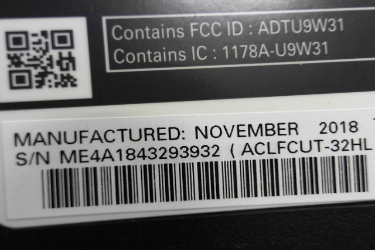 Contains FCC ID : ADTU9W31
Contains IC : 1178A-U9W31
MANUFACTURED: NOVEMBER 2018
S/N ME4A1843293932 ( ACLFCUT-32HL